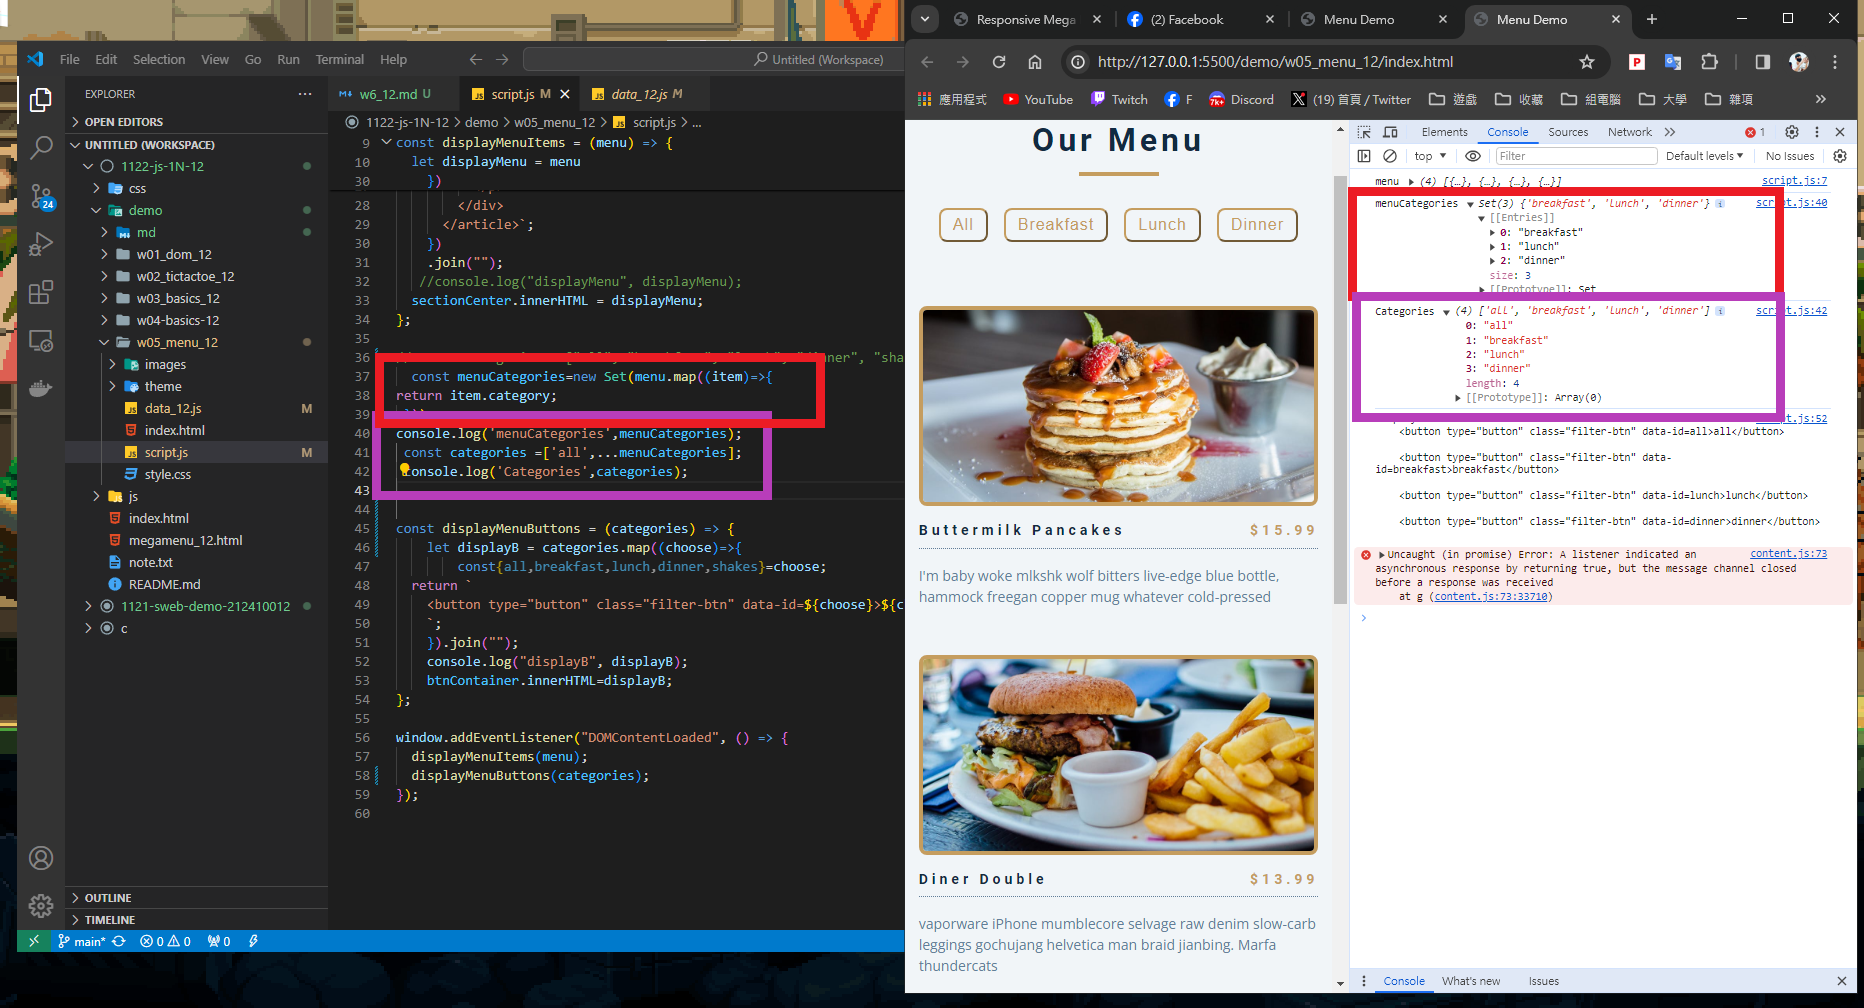 File Edit Selection View Go Run Terminal Help
Untitled (Workspace)
EXPLORER
OPEN EDITORS
UNTITLED (WORKSPACE)
1122-js-1N-12
css
demo
md
w01_dom_12
w02_tictactoe_12
w03_basics_12
w04-basics-12
w05_menu_12
images
theme
data_12.js M
index.html
script.js M
style.css
js
index.html
megamenu_12.html
note.txt
README.md
1121-sweb-demo-212410012
c
OUTLINE
TIMELINE
24
main* 0 0 0
w6_12.md U script.js M data_12.js M
1122-js-1N-12 > demo > w05_menu_12 > script.js > ...
9 const displayMenuItems = (menu) => {
10 let displayMenu = menu
30 })
28 </div>
29 </article>`;
30 })
31 .join("");
32 //console.log("displayMenu", displayMenu);
33 sectionCenter.innerHTML = displayMenu;
34 };
35
36
37 const menuCategories=new Set(menu.map((item)=>{
38 return item.category;
39
40 console.log('menuCategories',menuCategories);
41 const categories =['all',...menuCategories];
42 console.log('Categories',categories);
43
44
45 const displayMenuButtons = (categories) => {
46 let displayB = categories.map((choose)=>{
47 const{all,breakfast,lunch,dinner,shakes}=choose;
48 return `
49 <button type="button" class="filter-btn" data-id=${choose}>${c
50 `;
51 }).join("");
52 console.log("displayB", displayB);
53 btnContainer.innerHTML=displayB;
54 };
55
56 window.addEventListener("DOMContentLoaded", () => {
57 displayMenuItems(menu);
58 displayMenuButtons(categories);
59 });
60
Responsive Mega (2) Facebook Menu Demo Menu Demo
http://127.0.0.1:5500/demo/w05_menu_12/index.html
應用程式 YouTube Twitch F Discord (19) 首頁 / Twitter 遊戲 收藏 組電腦 大學 雜項
Our Menu
All Breakfast Lunch Dinner
Buttermilk Pancakes $15.99
I'm baby woke mlkshk wolf bitters live-edge blue bottle,
hammock freegan copper mug whatever cold-pressed
Diner Double $13.99
vaporware iPhone mumblecore selvage raw denim slow-carb
leggings gochujang helvetica man braid jianbing. Marfa
thundercats
Elements Console Sources Network 1
top Filter Default levels No Issues
menu (4) [{…}, {…}, {…}, {…}] script.js:7
menuCategories Set(3) {'breakfast', 'lunch', 'dinner'} script.js:40
[[Entries]]
0: "breakfast"
1: "lunch"
2: "dinner"
size: 3
[[Prototype]]: Set
Categories (4) ['all', 'breakfast', 'lunch', 'dinner'] script.js:42
0: "all"
1: "breakfast"
2: "lunch"
3: "dinner"
length: 4
[[Prototype]]: Array(0)
script.js:52
<button type="button" class="filter-btn" data-id=all>all</button>
<button type="button" class="filter-btn" data-
id=breakfast>breakfast</button>
<button type="button" class="filter-btn" data-id=lunch>lunch</button>
<button type="button" class="filter-btn" data-id=dinner>dinner</button>
Uncaught (in promise) Error: A listener indicated an content.js:73
asynchronous response by returning true, but the message channel closed
before a response was received
at g (content.js:73:33710)
Console What's new Issues